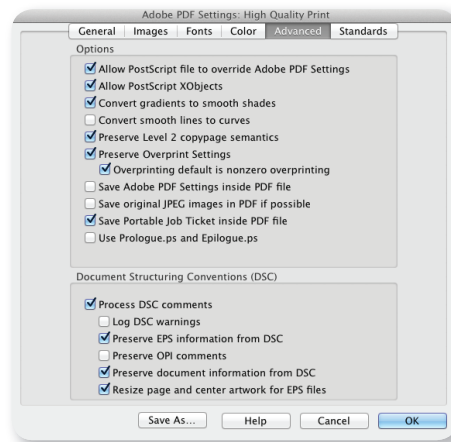 Adobe PDF Settings: High Quality Print
General Images Fonts Color Advanced Standards
Options
Allow PostScript file to override Adobe PDF Settings
Allow PostScript XObjects
Convert gradients to smooth shades
Convert smooth lines to curves
Preserve Level 2 copypage semantics
Preserve Overprint Settings
Overprinting default is nonzero overprinting
Save Adobe PDF Settings inside PDF file
Save original JPEG images in PDF if possible
Save Portable Job Ticket inside PDF file
Use Prologue.ps and Epilogue.ps
Document Structuring Conventions (DSC)
Process DSC comments
Log DSC warnings
Preserve EPS information from DSC
Preserve OPI comments
Preserve document information from DSC
Resize page and center artwork for EPS files
Save As... Help Cancel OK